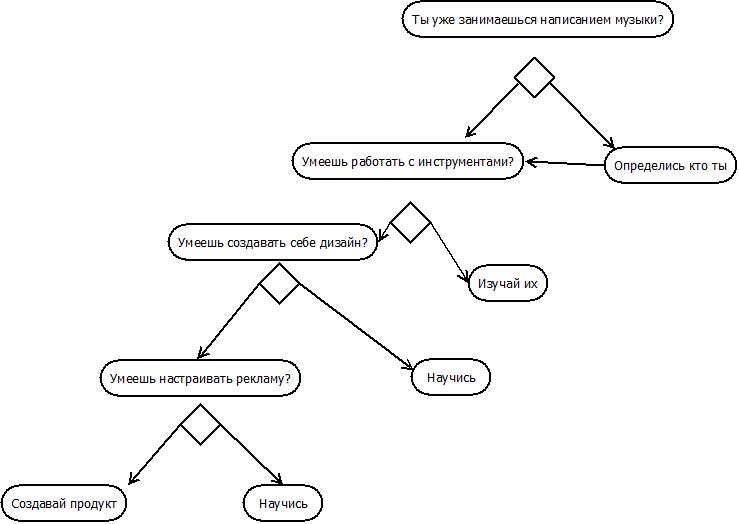 Ты уже занимаешься написанием музыки?
Умеешь работать с инструментами?
Определись кто ты
Умеешь создавать себе дизайн?
Изучай их
Умеешь настраивать рекламу?
Научись
Создавай продукт
Научись